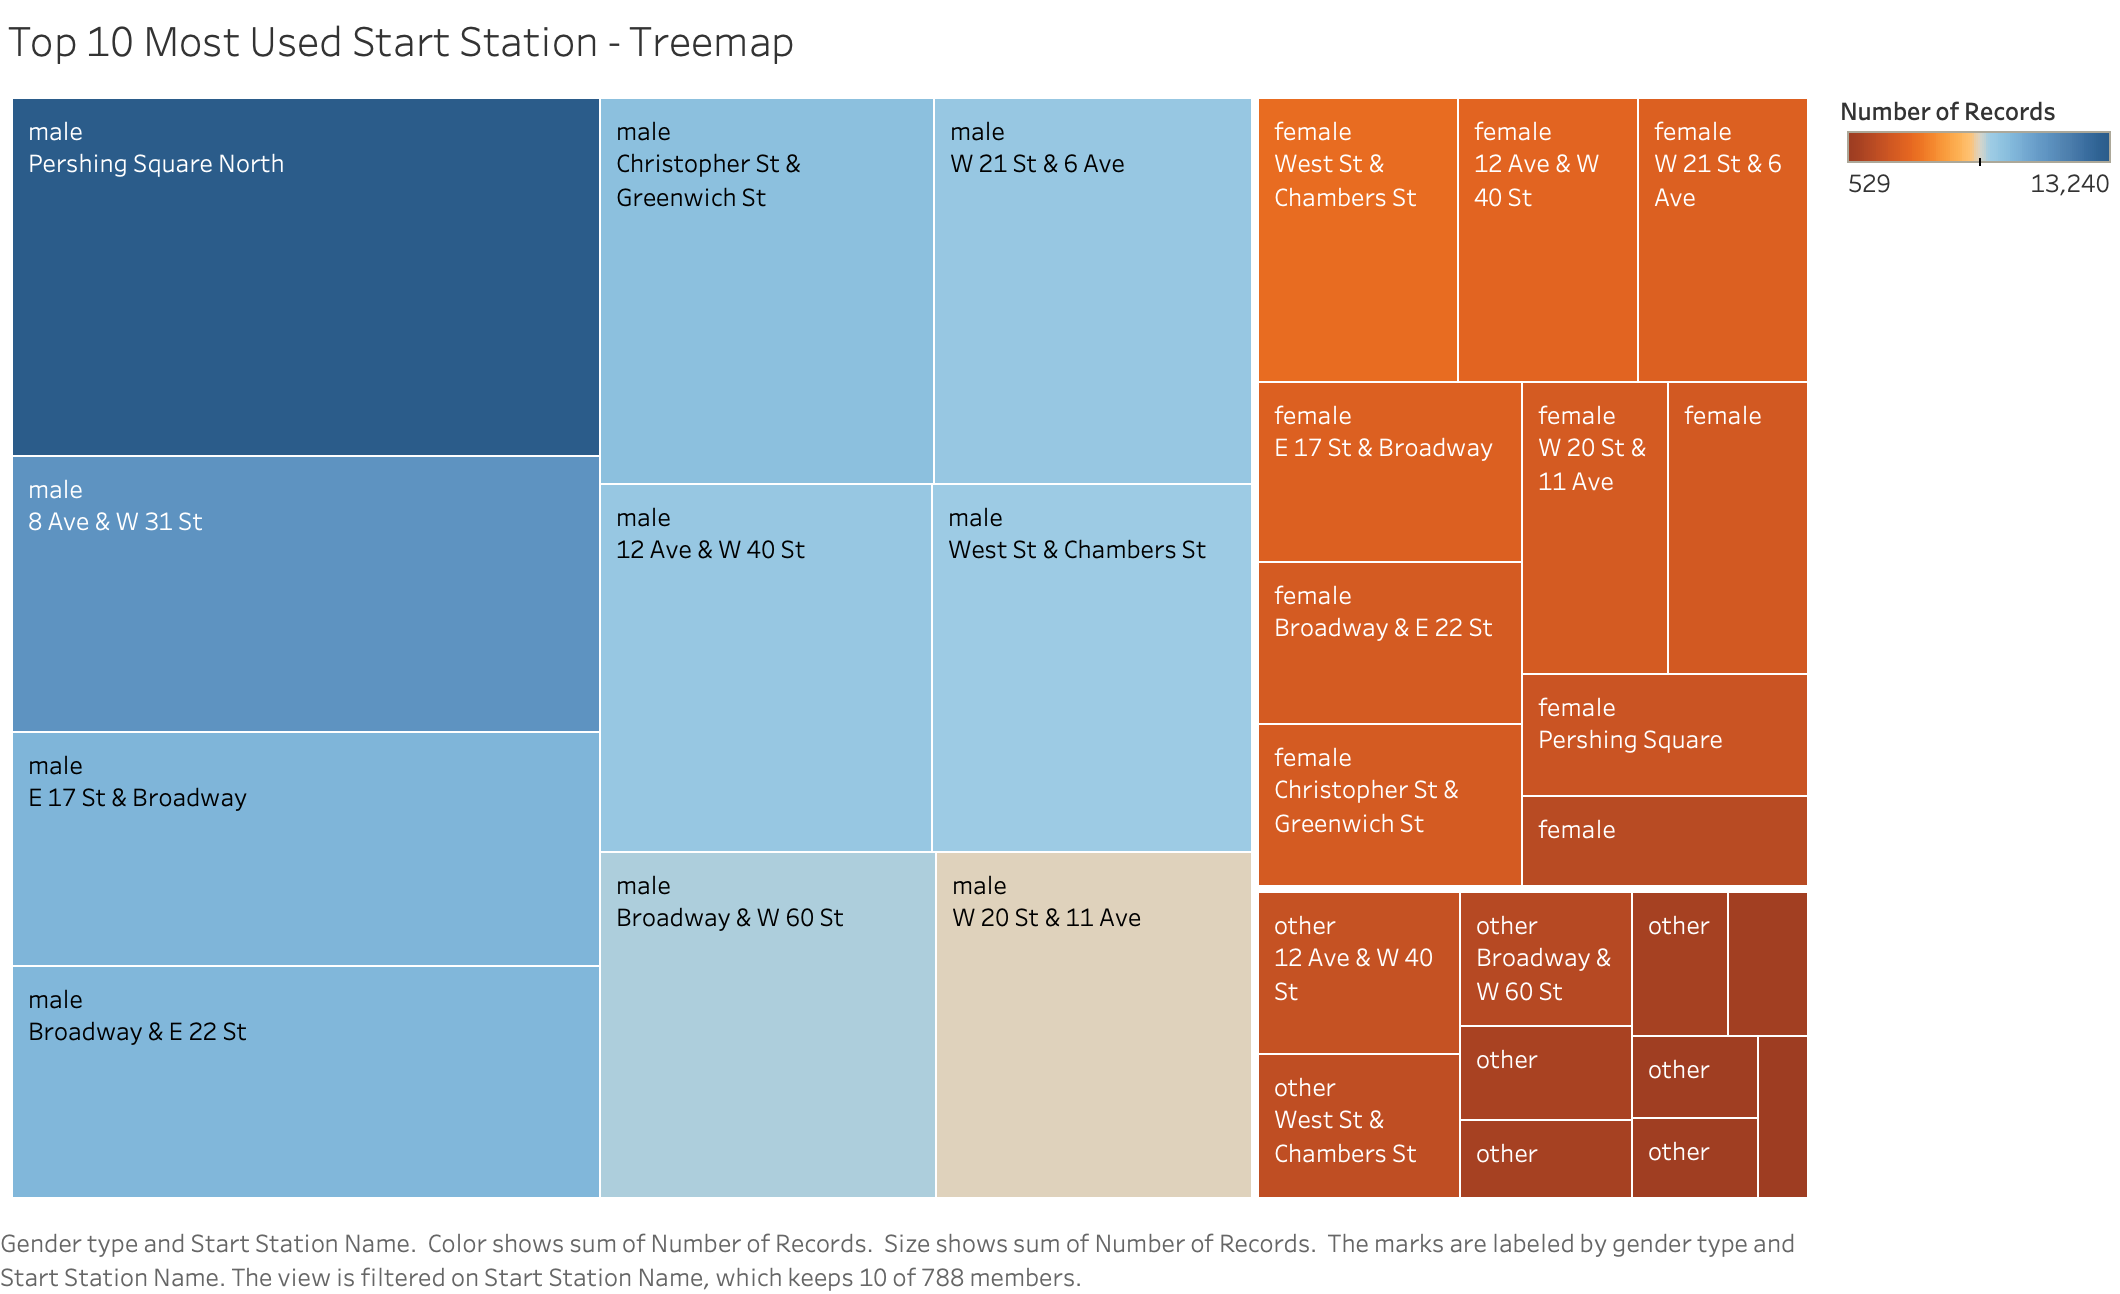 Top 10 Most Used Start Station - Treemap
male
Pershing Square North
male
8 Ave & W 31 St
male
E 17 St & Broadway
male
Broadway & E 22 St
male
Christopher St &
Greenwich St
male
W 21 St & 6 Ave
male
12 Ave & W 40 St
male
West St & Chambers St
male
Broadway & W 60 St
male
W 20 St & 11 Ave
female
West St &
Chambers St
female
12 Ave & W
40 St
female
W 21 St & 6
Ave
female
E 17 St & Broadway
female
Broadway & E 22 St
female
Christopher St &
Greenwich St
female
W 20 St &
11 Ave
female
female
Pershing Square
female
other
12 Ave & W 40
St
other
West St &
Chambers St
other
Broadway &
W 60 St
other
other
other
other
other
Number of Records
529
13,240
Gender type and Start Station Name.  Color shows sum of Number of Records.  Size shows sum of Number of Records.  The marks are labeled by gender type and
Start Station Name. The view is filtered on Start Station Name, which keeps 10 of 788 members.